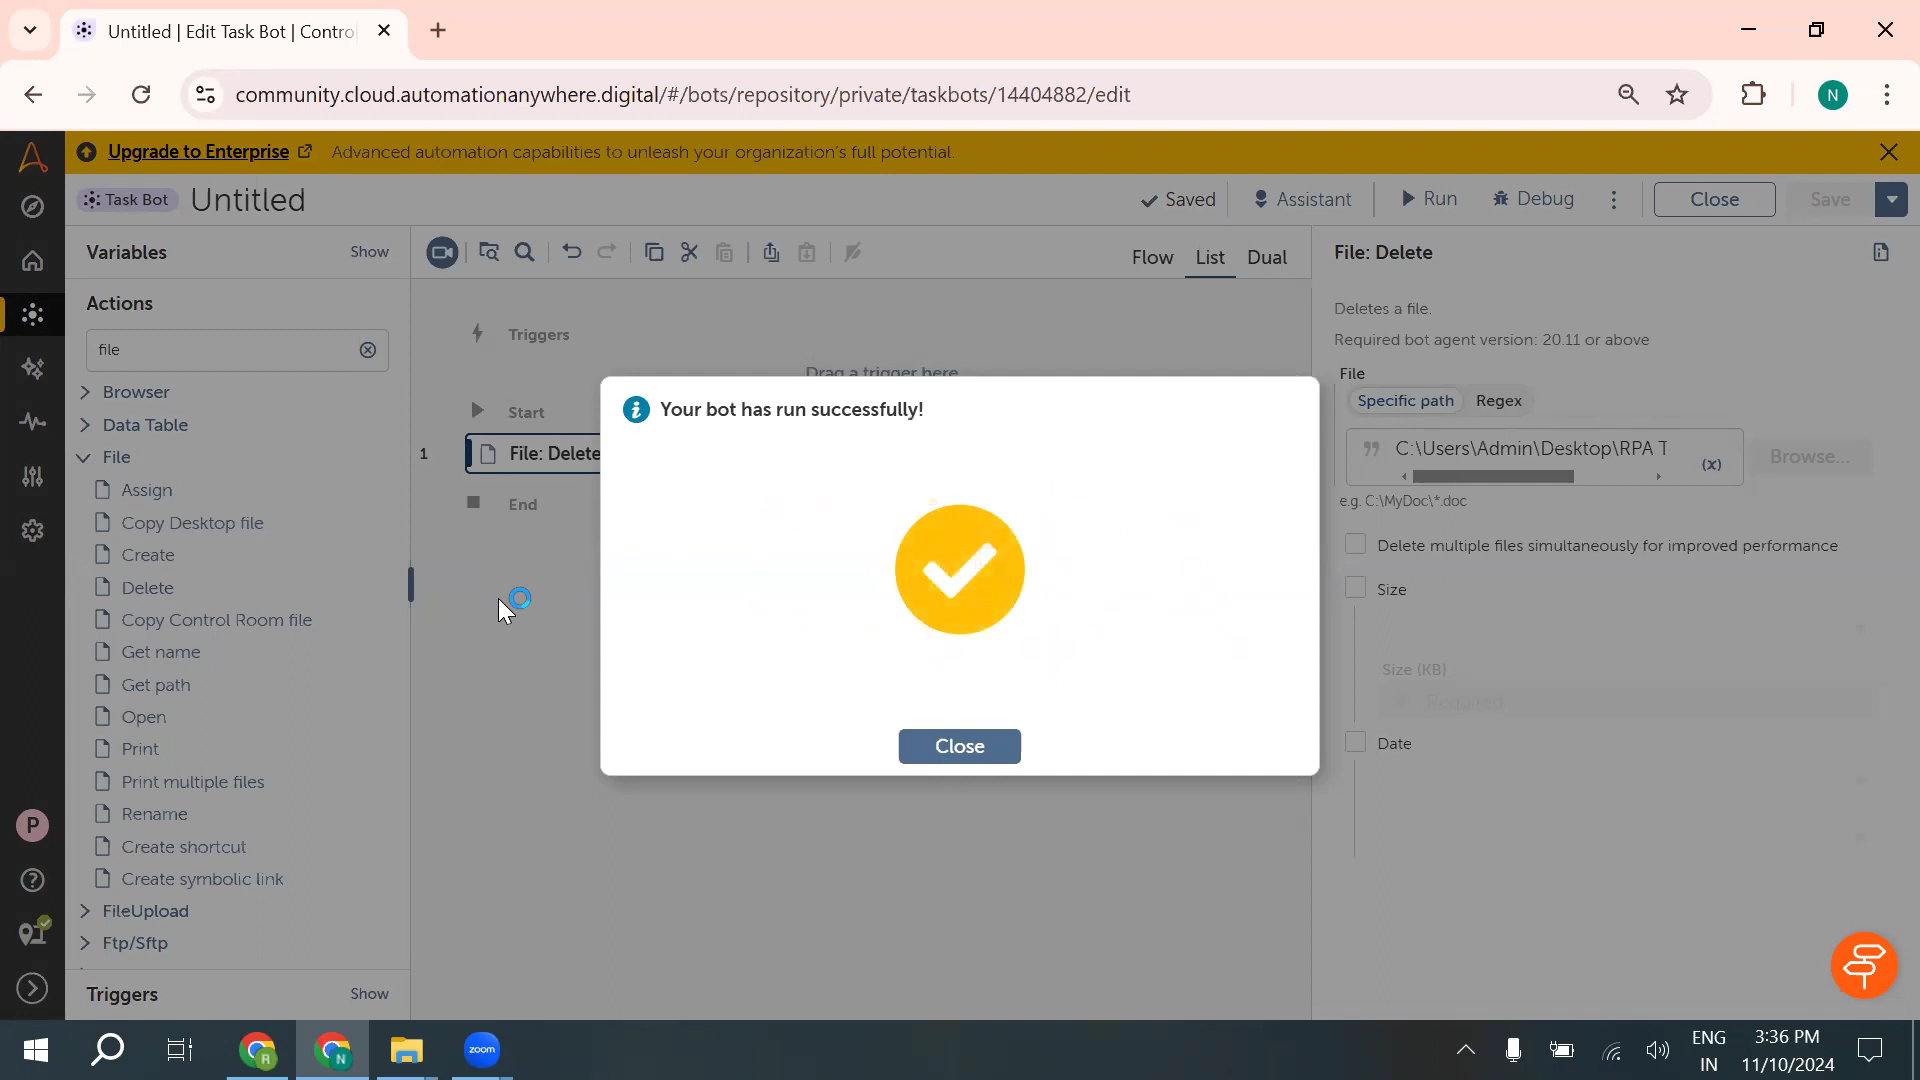 Untitled | Edit Task Bot | Contro
community.cloud.automationanywhere.digital/#/bots/repository/private/taskbots/14404882/edit
N
Upgrade to Enterprise
Advanced automation capabilities to unleash your organization's full potential.
Task Bot
Untitled
Saved
Assistant
Run
Debug
Close
Save
Variables
Show
Flow
List
Dual
File: Delete
Actions
file
Browser
Data Table
File
Assign
Copy Desktop file
Create
Delete
Copy Control Room file
Get name
Get path
Open
Print
Print multiple files
Rename
Create shortcut
Create symbolic link
FileUpload
Ftp/Sftp
Triggers
Show
Triggers
Drag a trigger here
Start
1
File: Delete
End
Your bot has run successfully!
Close
Deletes a file.
Required bot agent version: 20.11 or above
File
Specific path
Regex
C:\Users\Admin\Desktop\RPA T
(x)
Browse...
e.g. C:\MyDoc\*.doc
Delete multiple files simultaneously for improved performance
Size
Size (KB)
Required
Date
P
R
N
zoom
ENG
IN
3:36 PM
11/10/2024